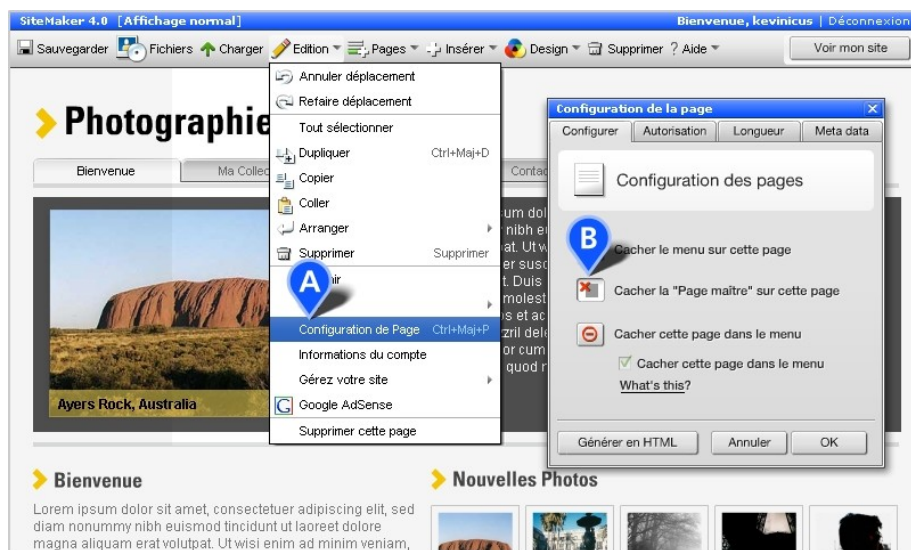 SiteMaker 4.0 [Affichage normal]
Bienvenue, kevinicus | Déconnexion
Sauvegarder Fichiers Charger Edition Pages Insérer Design Supprimer ? Aide
Voir mon site
Photographie
Bienvenue
Ma Collec
Contac
Annuler déplacement
Refaire déplacement
Tout sélectionner
Dupliquer Ctrl+Maj+D
Copier
Coller
Arranger
Supprimer Supprimer
A
Configuration de Page Ctrl+Maj+P
Informations du compte
Gérez votre site
Google AdSense
Supprimer cette page
Configuration de la page
Configurer Autorisation Longueur Meta data
Configuration des pages
B
Cacher le menu sur cette page
Cacher la "Page maître" sur cette page
Cacher cette page dans le menu
Cacher cette page dans le menu
What's this?
Générer en HTML Annuler OK
Ayers Rock, Australia
Bienvenue
Lorem ipsum dolor sit amet, consectetuer adipiscing elit, sed
diam nonummy nibh euismod tincidunt ut laoreet dolore
magna aliquam erat volutpat. Ut wisi enim ad minim veniam,
Nouvelles Photos